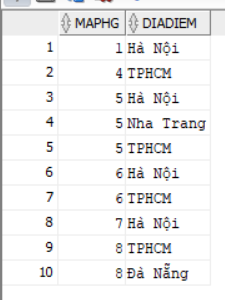 MAPHG DIADIEM
1 1 Hà Nội
2 4 TPHCM
3 5 Hà Nội
4 5 Nha Trang
5 5 TPHCM
6 6 Hà Nội
7 6 TPHCM
8 7 Hà Nội
9 8 TPHCM
10 8 Đà Nẵng